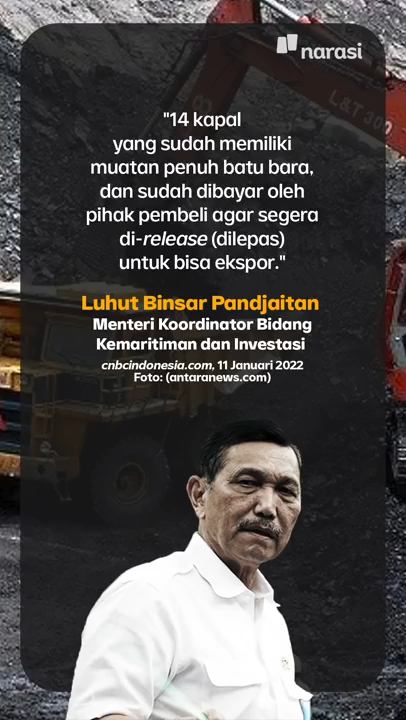 narasi
"14 kapal
yang sudah memiliki
muatan penuh batu bara,
dan sudah dibayar oleh
pihak pembeli agar segera
di-release (dilepas)
untuk bisa ekspor."
Luhut Binsar Pandjaitan
Menteri Koordinator Bidang
Kemaritiman dan Investasi
cnbcindonesia.com, 11 Januari 2022
Foto: (antaranews.com)
L&T 300